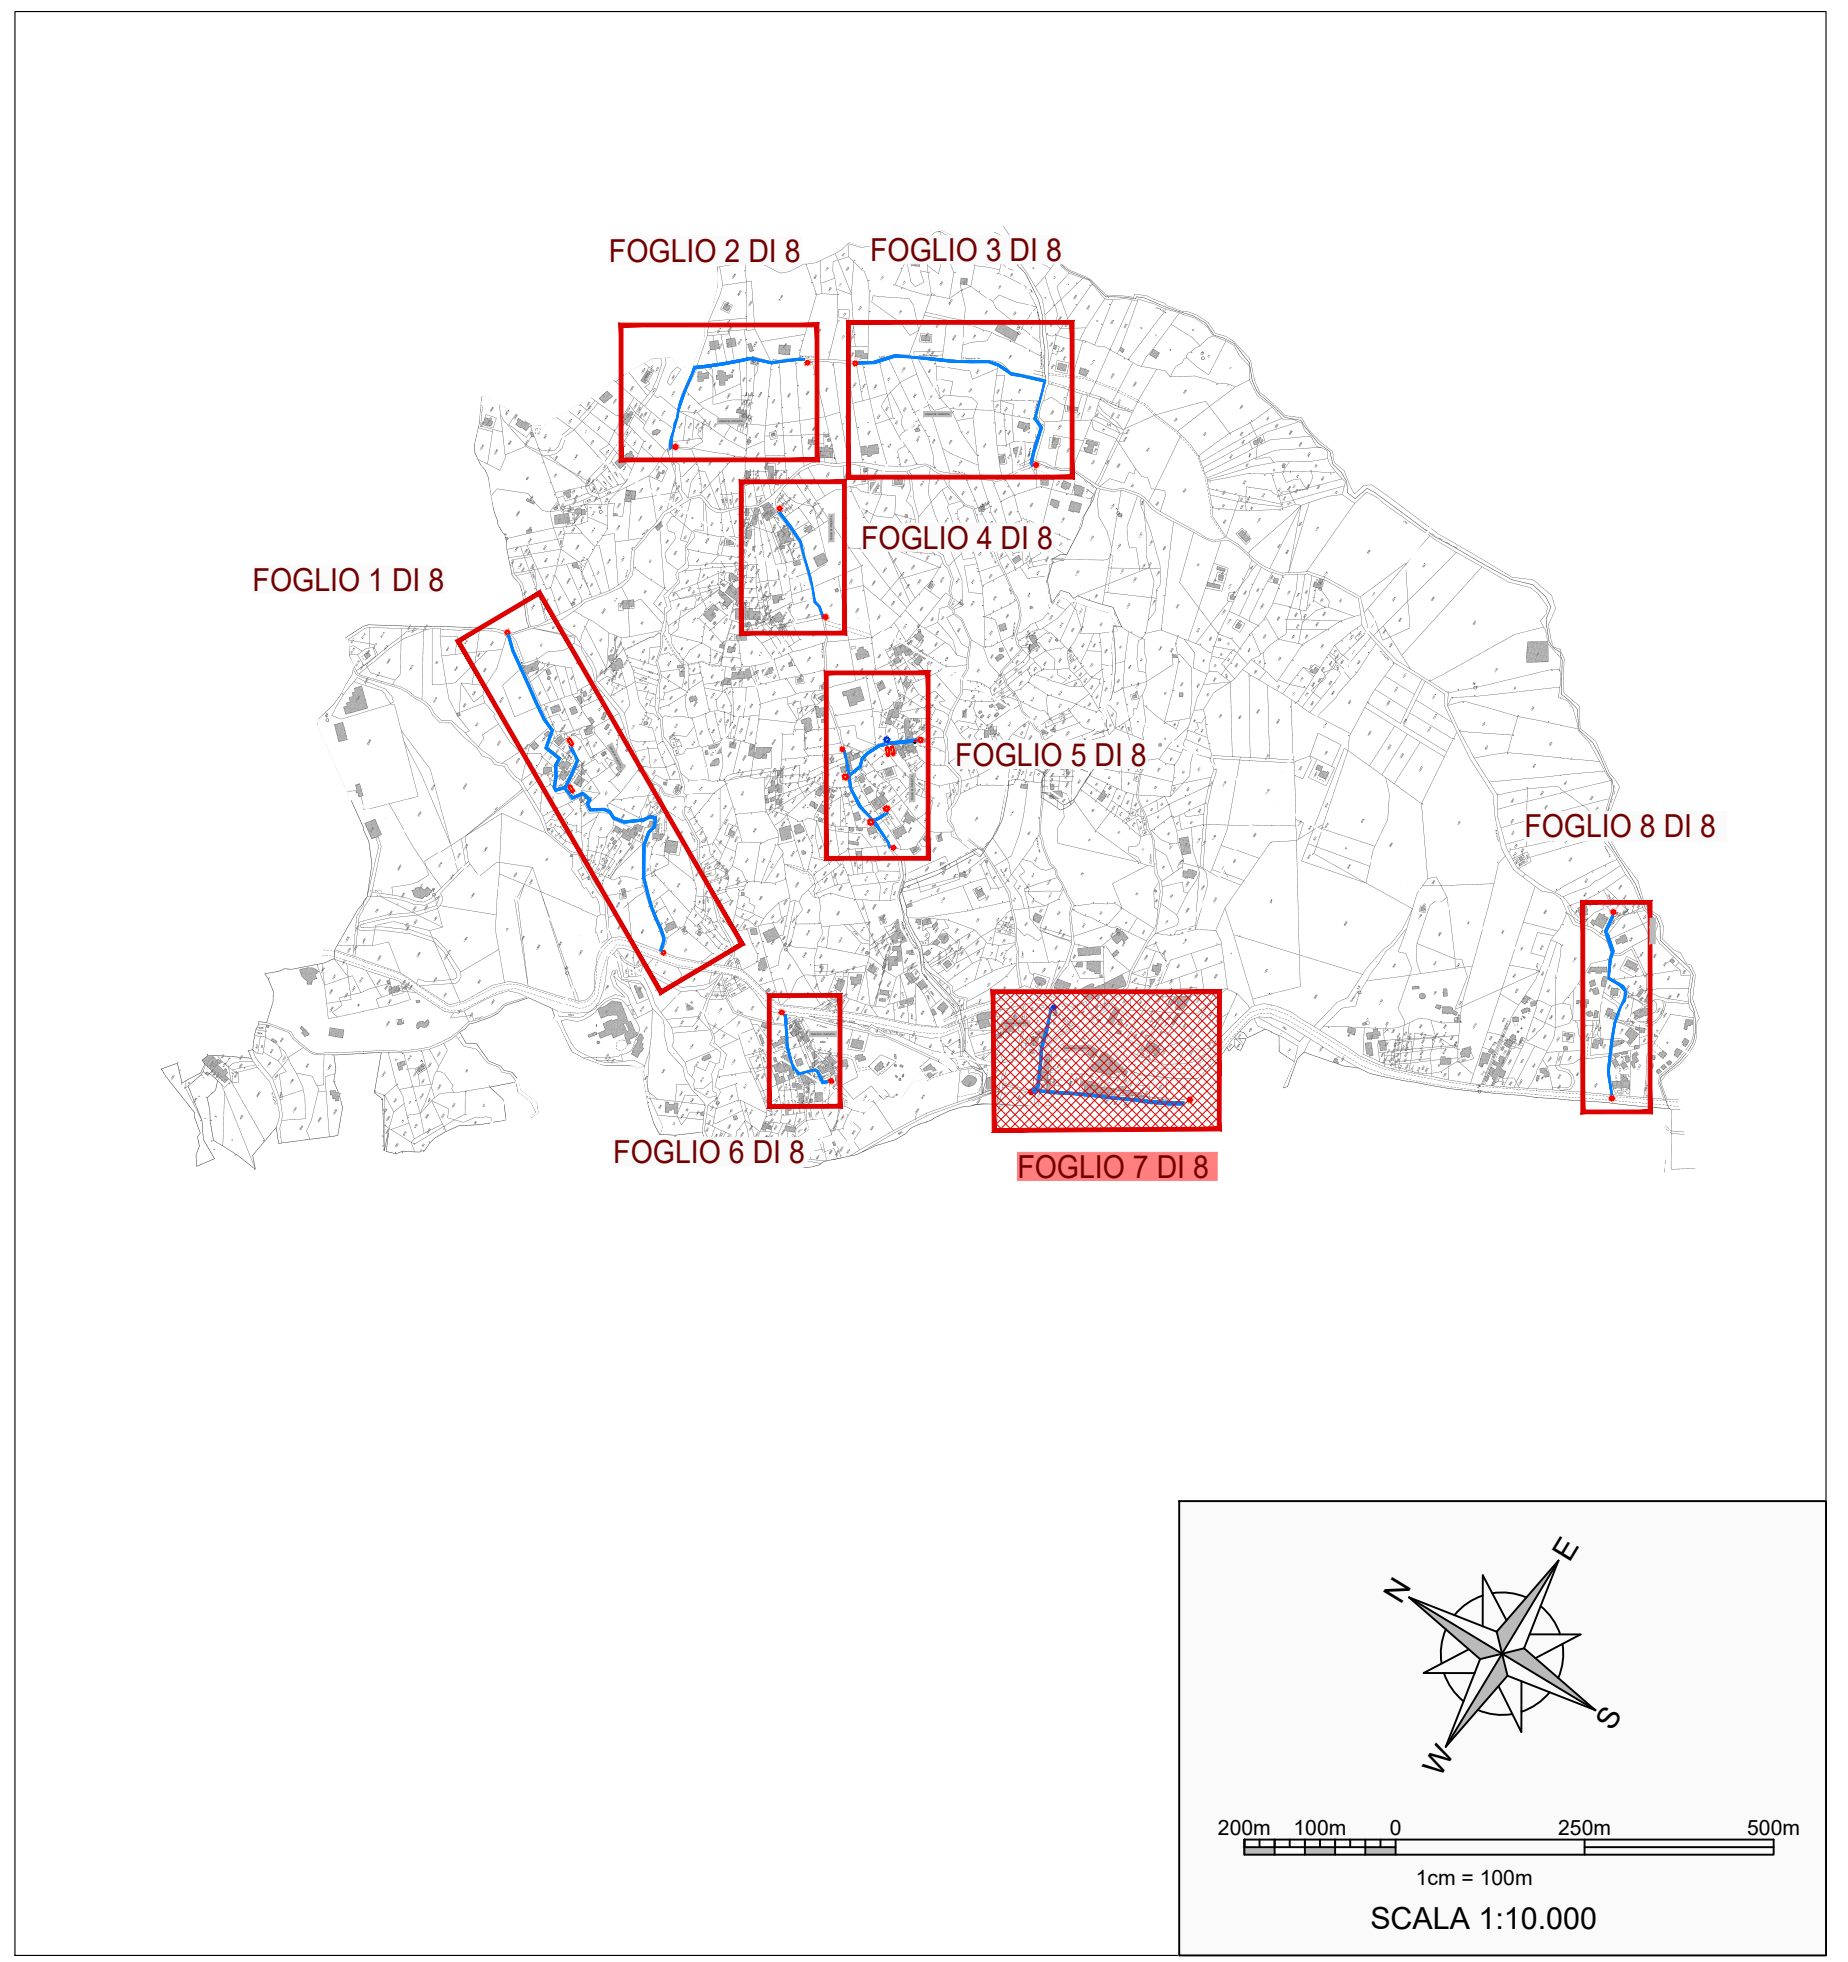 FOGLIO 2 DI 8
FOGLIO 3 DI 8
FOGLIO 4 DI 8
FOGLIO 1 DI 8
FOGLIO 5 DI 8
FOGLIO 8 DI 8
FOGLIO 6 DI 8
FOGLIO 7 DI 8
N
E
S
W
200m 100m 0 250m 500m
1cm = 100m
SCALA 1:10.000